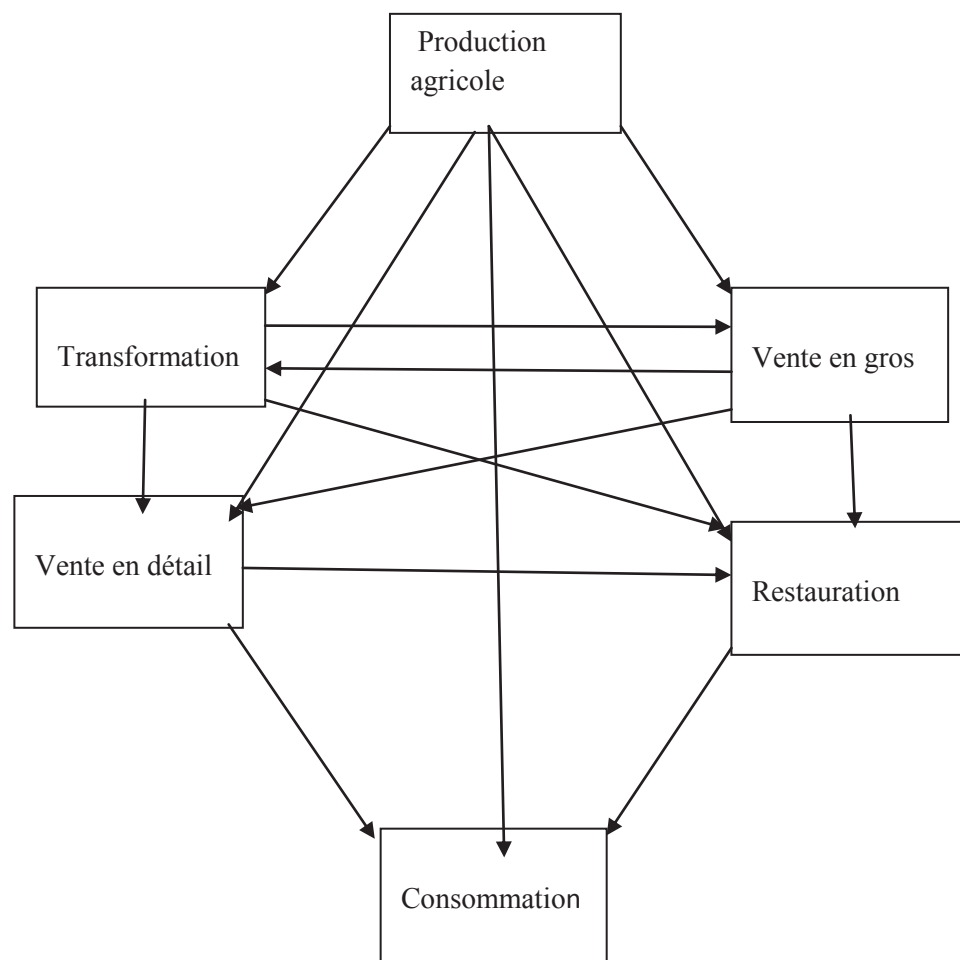 Production
agricole
Transformation
Vente en gros
Vente en détail
Restauration
Consommation